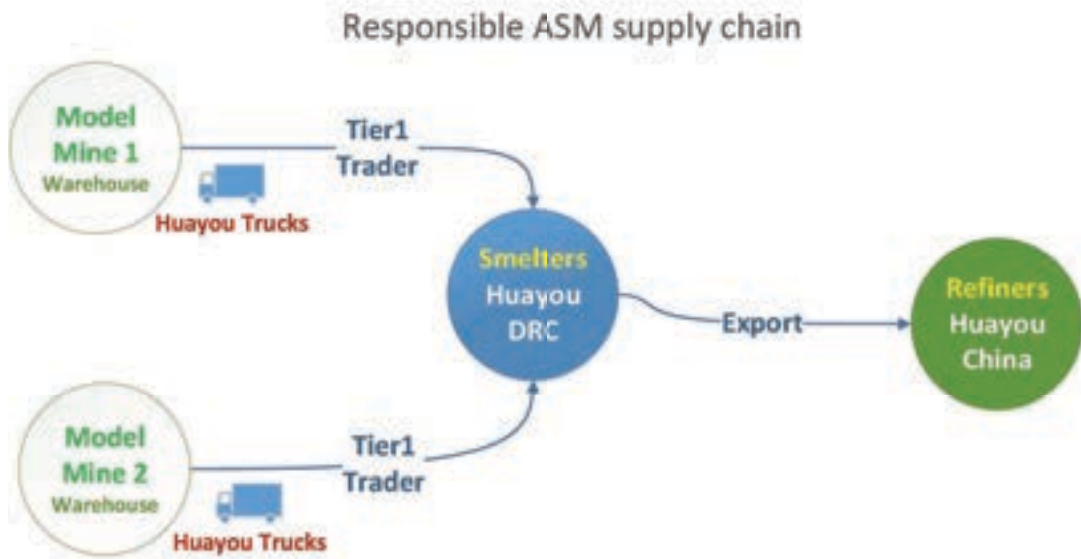 Responsible ASM supply chain
Model
Mine 1
Warehouse
Huayou Trucks
Tier1
Trader
Smelters
Huayou
DRC
Export
Refiners
Huayou
China
Model
Mine 2
Warehouse
Huayou Trucks
Tier1
Trader